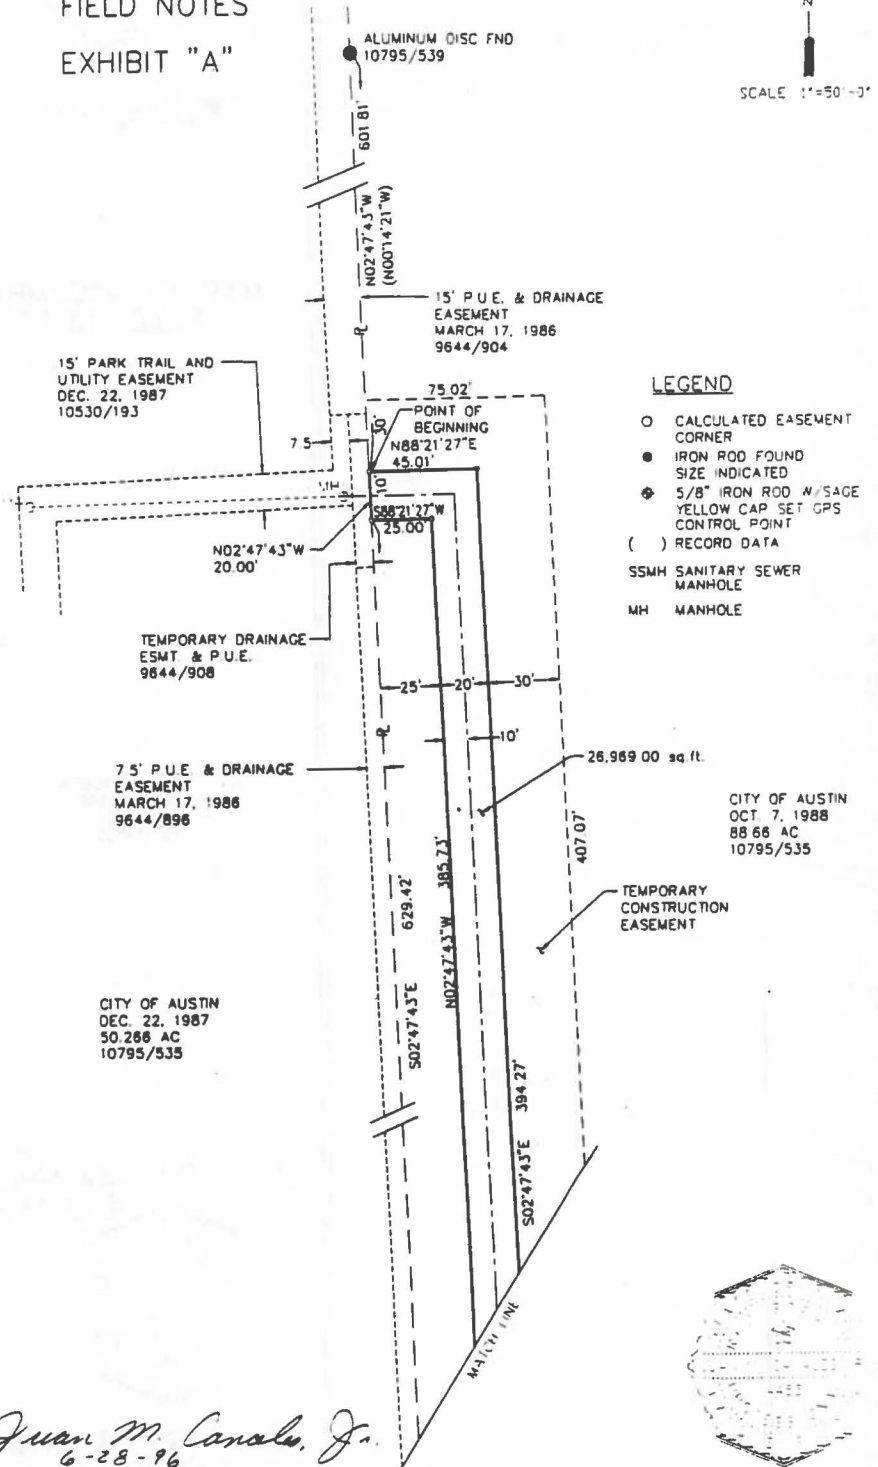 FIELD NOTES
EXHIBIT "A"
SCALE 1"=50'-0"
ALUMINUM DISC FND
10795/539
601.81'
N02°47'43"W
(N00°14'21"W)
15' P.U.E. & DRAINAGE
EASEMENT
MARCH 17, 1986
9644/904
15' PARK TRAIL AND
UTILITY EASEMENT
DEC. 22, 1987
10530/193
75.02'
30'
POINT OF
BEGINNING
N88°21'27"E
45.01'
7.5
10'
MH
S88°21'27"W
25.00'
N02°47'43"W
20.00'
LEGEND
CALCULATED EASEMENT
CORNER
IRON ROD FOUND
SIZE INDICATED
5/8" IRON ROD W/SAGE
YELLOW CAP SET GPS
CONTROL POINT
( ) RECORD DATA
SSMH SANITARY SEWER
MANHOLE
MH MANHOLE
TEMPORARY DRAINAGE
ESMT. & P.U.E.
9644/908
25'
20'
30'
10'
7.5' P.U.E. & DRAINAGE
EASEMENT
MARCH 17, 1986
9644/896
26,969.00 sq.ft.
CITY OF AUSTIN
OCT. 7, 1988
88.66 AC
10795/535
407.07'
385.73'
N02°47'43"W
629.42'
S02°47'43"E
TEMPORARY
CONSTRUCTION
EASEMENT
CITY OF AUSTIN
DEC. 22, 1987
50.266 AC
10795/535
394.27'
S02°47'43"E
MATCH LINE
Juan M. Canales, Jr.
6-28-96